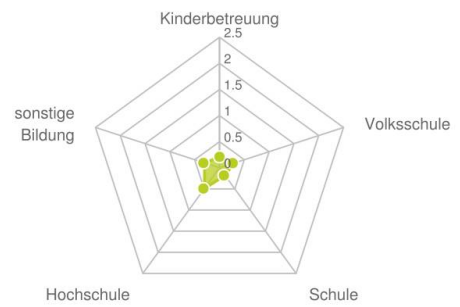 Kinderbetreuung
2.5
2
1.5
1
0.5
0
sonstige
Bildung
Volksschule
Hochschule
Schule